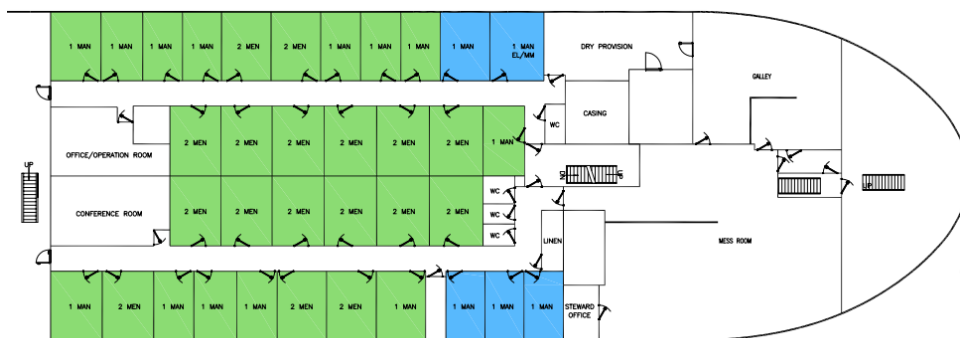 1 MAN
1 MAN
1 MAN
1 MAN
2 MEN
2 MEN
1 MAN
1 MAN
1 MAN
1 MAN
1 MAN
EL/MM
DRY PROVISION
GALLEY
OFFICE/OPERATION ROOM
2 MEN
2 MEN
2 MEN
2 MEN
2 MEN
2 MEN
1 MAN
WC
CASING
UP
DN
UP
UP
CONFERENCE ROOM
2 MEN
2 MEN
2 MEN
2 MEN
2 MEN
2 MEN
WC
WC
WC
LINEN
MESS ROOM
1 MAN
2 MEN
1 MAN
1 MAN
1 MAN
2 MEN
2 MEN
1 MAN
1 MAN
1 MAN
1 MAN
STEWARD
OFFICE